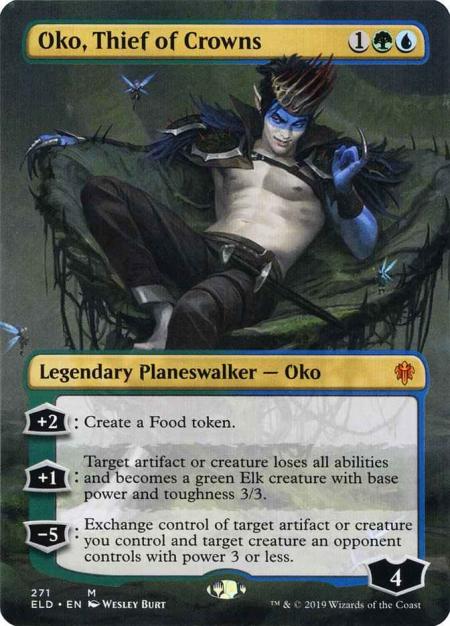 Oko, Thief of Crowns 1
Legendary Planeswalker — Oko
+2 : Create a Food token.
Target artifact or creature loses all abilities
+1 : and becomes a green Elk creature with base
power and toughness 3/3.
Exchange control of target artifact or creature
−5 : you control and target creature an opponent
controls with power 3 or less.
4
271 M
ELD • EN Wesley Burt ™ & © 2019 Wizards of the Coast